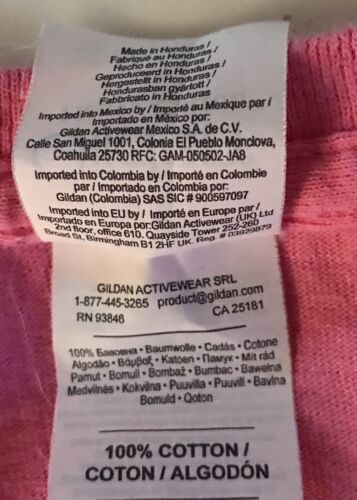 Made in Honduras /
Fabriqué au Honduras /
Hecho en Honduras /
Geproduceerd in Honduras /
Hergestellt in Honduras /
Hondurasban gyártott /
Fabbricato in Honduras /
Imported into Mexico by / Importé au Mexique par /
Importado en México por:
Gildan Activewear Mexico S.A. de C.V.
Calle San Miguel 1001, Colonia El Pueblo Monclova,
Coahuila 25730 RFC: GAM-050502-JA8
Imported into Colombia by / Importé en Colombie
par / Importado en Colombia por:
Gildan (Colombia) SAS SIC # 900597097
Imported into EU by / Importé en Europe par /
Importado en Europa por:Gildan Activewear (UK) Ltd
2nd floor, office 610. Quayside Tower 252-260
Broad St, Birmingham B1 2HF UK. Reg. # 03929879
GILDAN ACTIVEWEAR SRL
1-877-445-3265 product@gildan.com
RN 93846 CA 25181
100% Бавовна • Baumwolle • Cadás • Cotone
Algodão • Βάμβαξ • Katoen • Памук • Mit rád
Pamut • Bomull • Bombaž • Bumbac • Bawełna
Medvilnės • Kokvilna • Puuvilla • Puuvill • Bavlna
Bomuld • Qoton
100% COTTON /
COTON / ALGODÓN